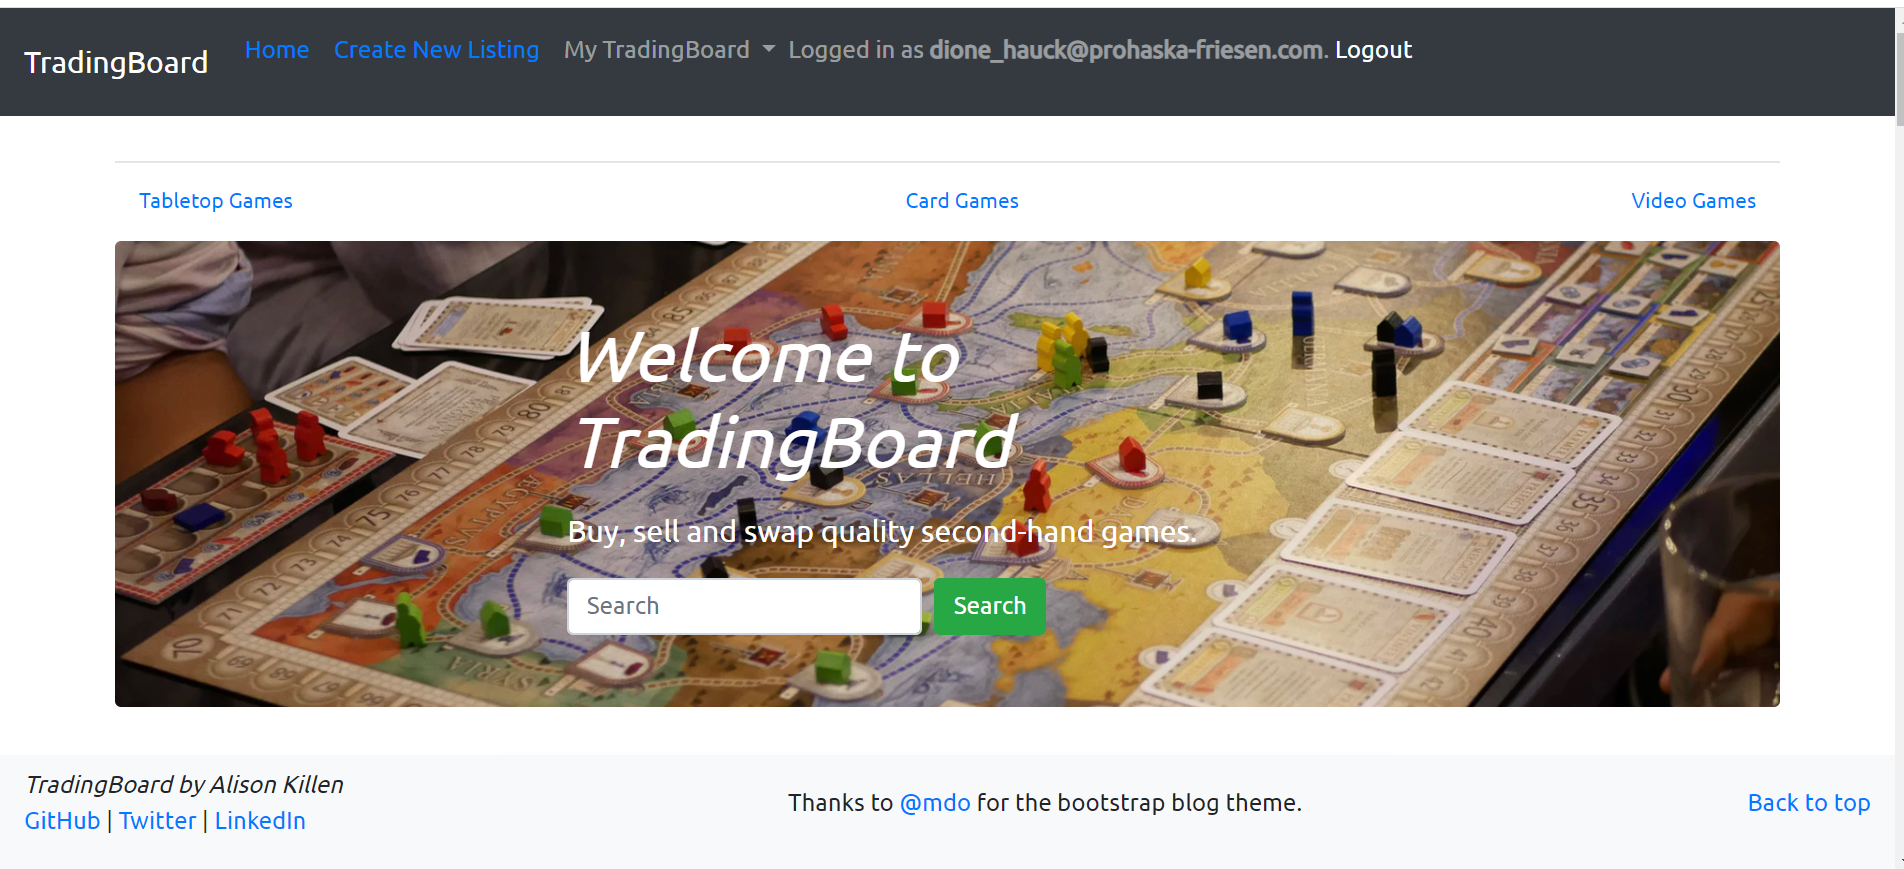 TradingBoard Home Create New Listing My TradingBoard Logged in as dione_hauck@prohaska-friesen.com. Logout
Tabletop Games Card Games Video Games
Welcome to
TradingBoard
Buy, sell and swap quality second-hand games.
Search Search
TradingBoard by Alison Killen
GitHub | Twitter | LinkedIn
Thanks to @mdo for the bootstrap blog theme.
Back to top